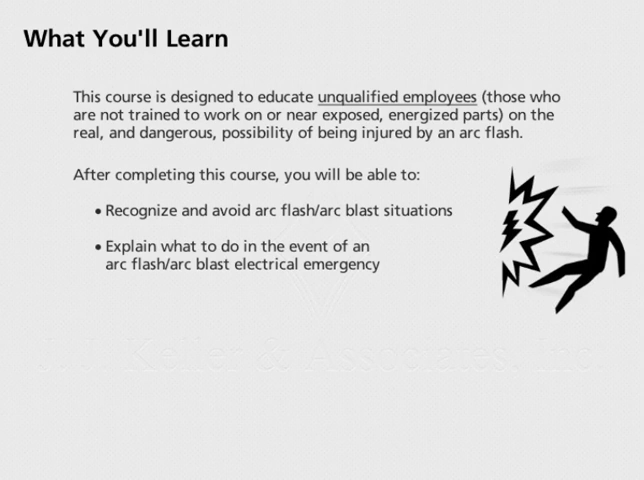 What You'll Learn
This course is designed to educate unqualified employees (those who
are not trained to work on or near exposed, energized parts) on the
real, and dangerous, possibility of being injured by an arc flash.
After completing this course, you will be able to:
• Recognize and avoid arc flash/arc blast situations
• Explain what to do in the event of an
arc flash/arc blast electrical emergency
J. J. Keller & Associates, Inc.